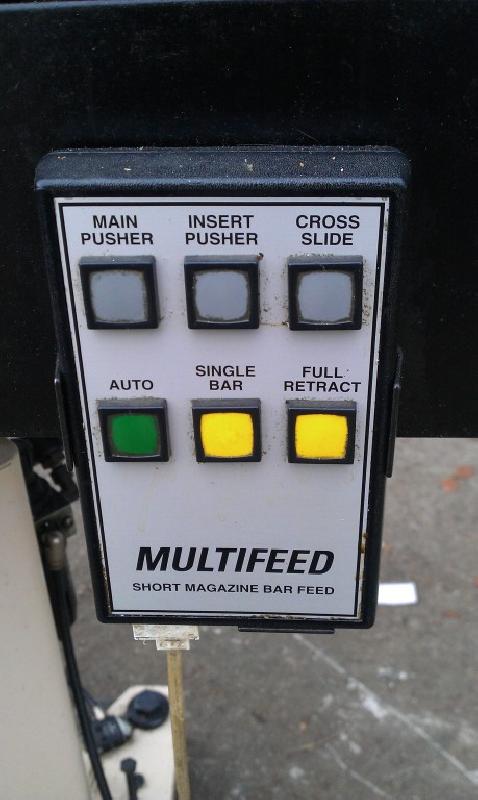 MAIN
PUSHER
INSERT
PUSHER
CROSS
SLIDE
AUTO
SINGLE
BAR
FULL
RETRACT
MULTIFEED
SHORT MAGAZINE BAR FEED